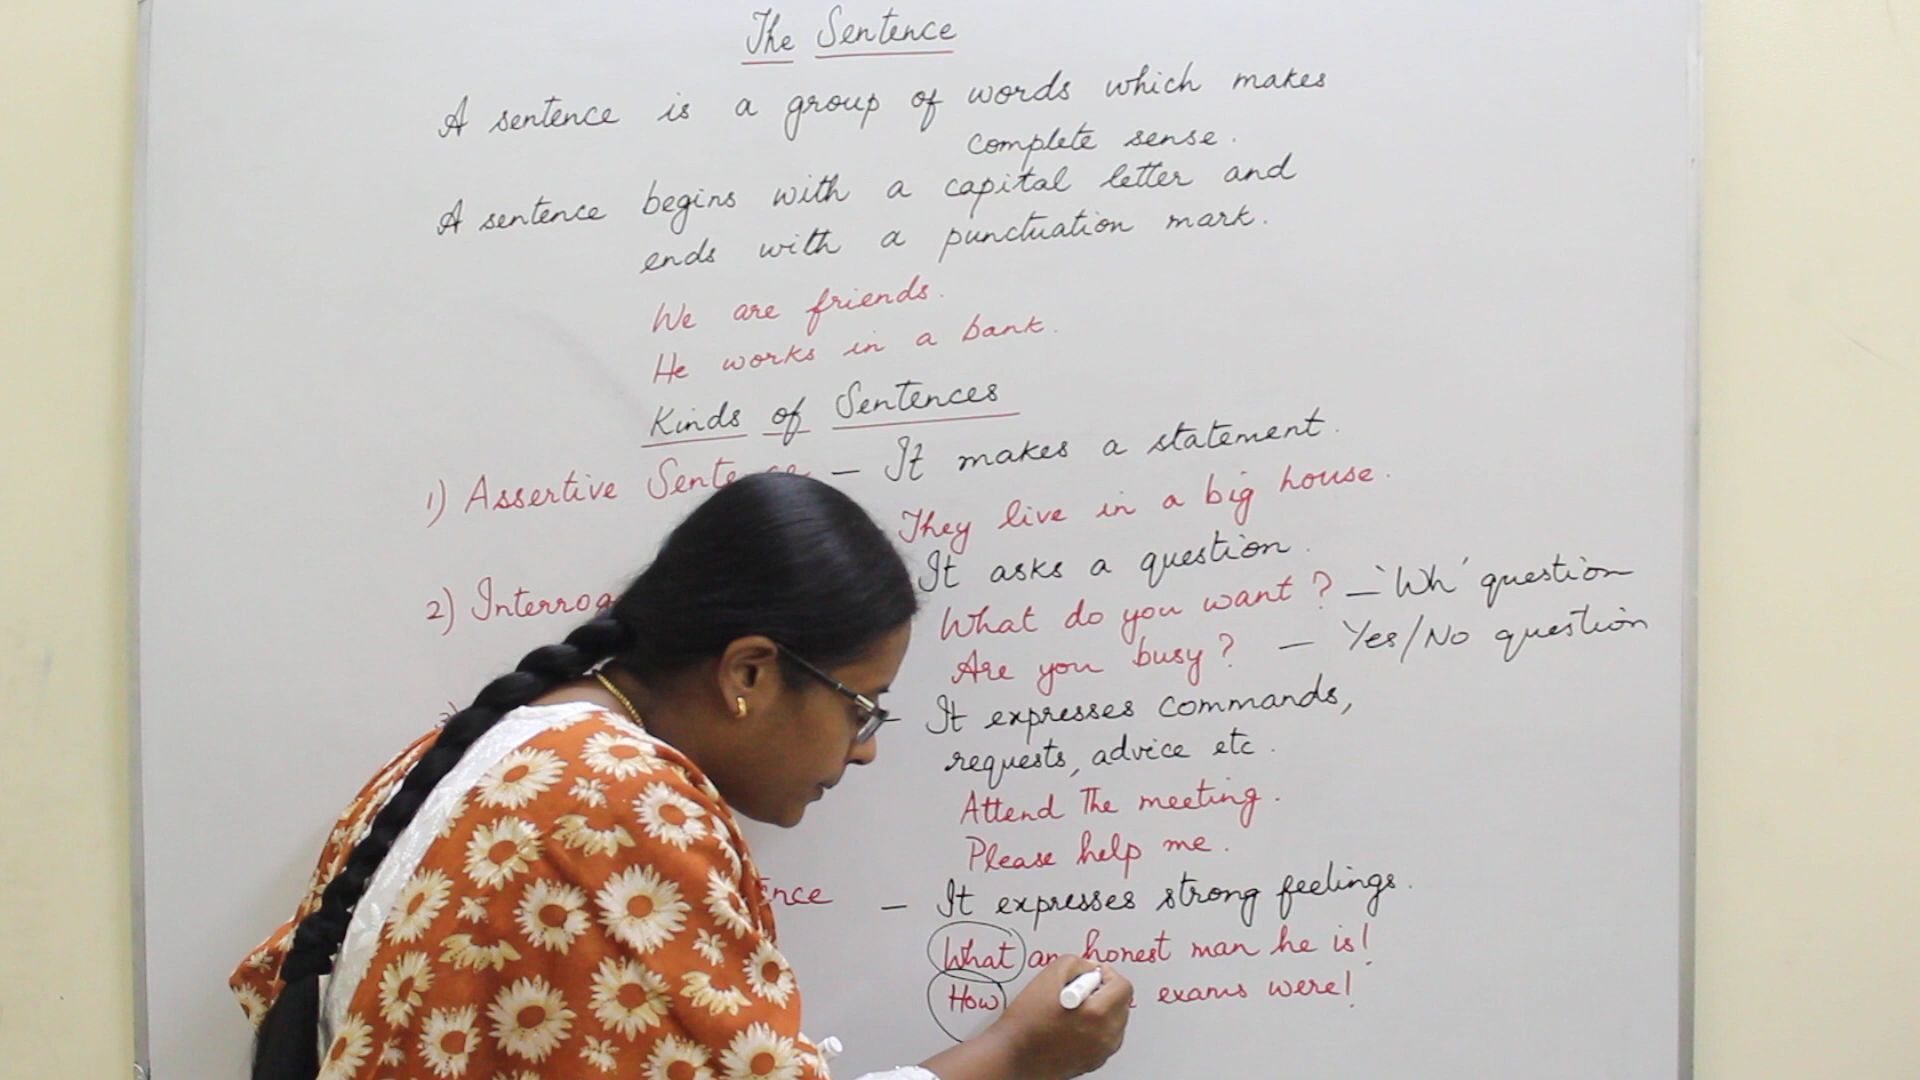 The Sentence
A sentence is a group of words which makes
complete sense.
A sentence begins with a capital letter and
ends with a punctuation mark.
We are friends.
He works in a bank.
Kinds of Sentences
1) Assertive Sentence – It makes a statement.
They live in a big house.
It asks a question.
2) Interrog
What do you want? – 'Wh' question
Are you busy? – Yes/No question
3)
– It expresses commands,
requests, advice etc.
Attend the meeting.
Please help me.
ence – It expresses strong feelings.
What an honest man he is!
How exams were!